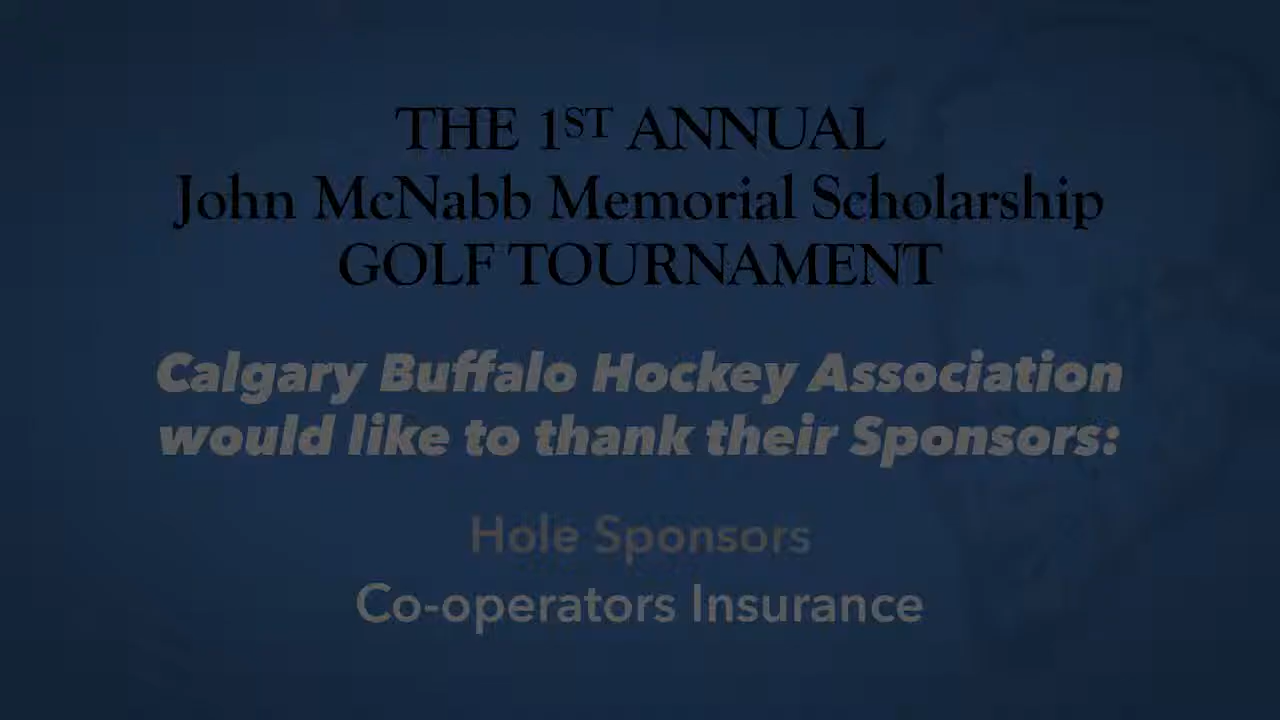 THE 1ST ANNUAL
John McNabb Memorial Scholarship
GOLF TOURNAMENT
Calgary Buffalo Hockey Association
would like to thank their Sponsors:
Hole Sponsors
Co-operators Insurance